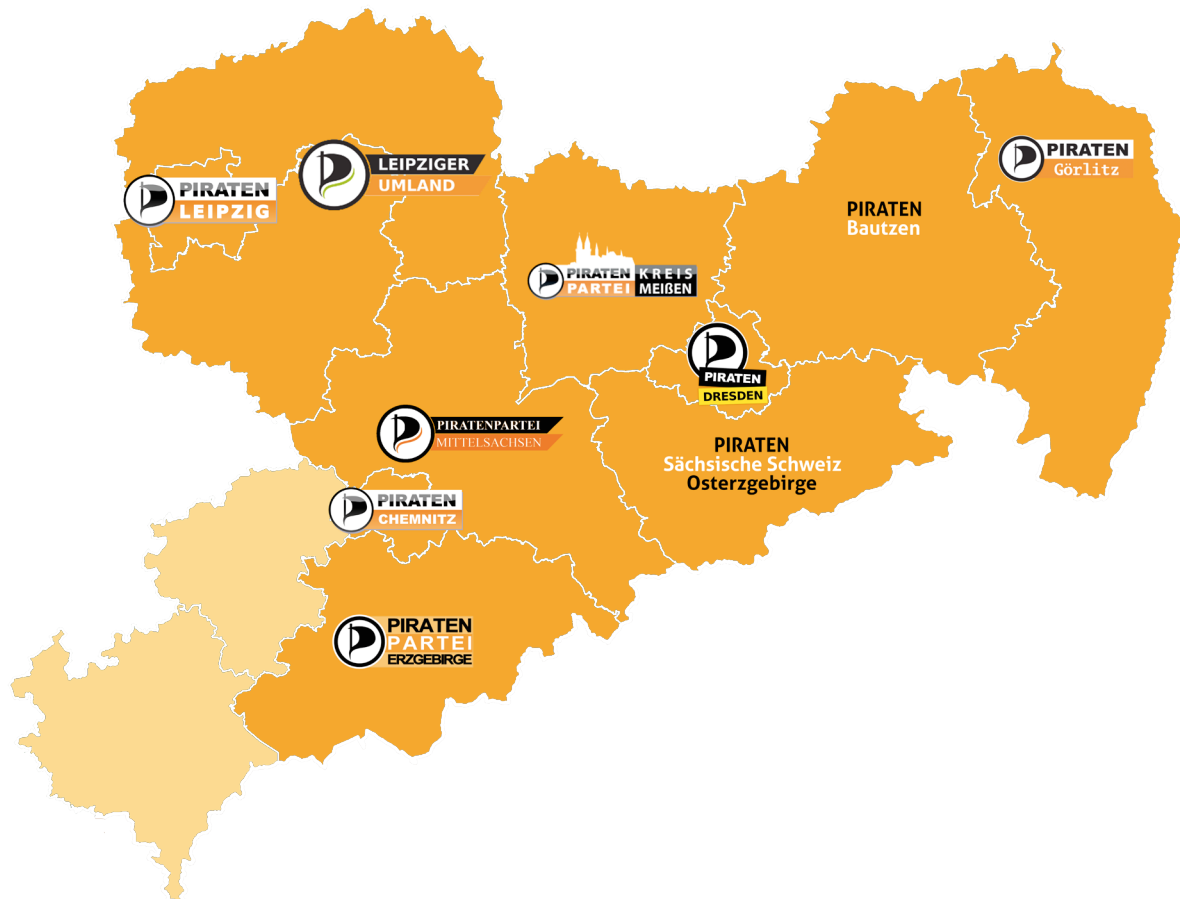 LEIPZIGER
UMLAND
PIRATEN
Görlitz
PIRATEN
LEIPZIG
PIRATEN
Bautzen
PIRATEN KREIS
PARTEI MEIßEN
PIRATEN
DRESDEN
PIRATENPARTEI
MITTELSACHSEN
PIRATEN
Sächsische Schweiz
Osterzgebirge
PIRATEN
CHEMNITZ
PIRATEN
PARTEI
ERZGEBIRGE